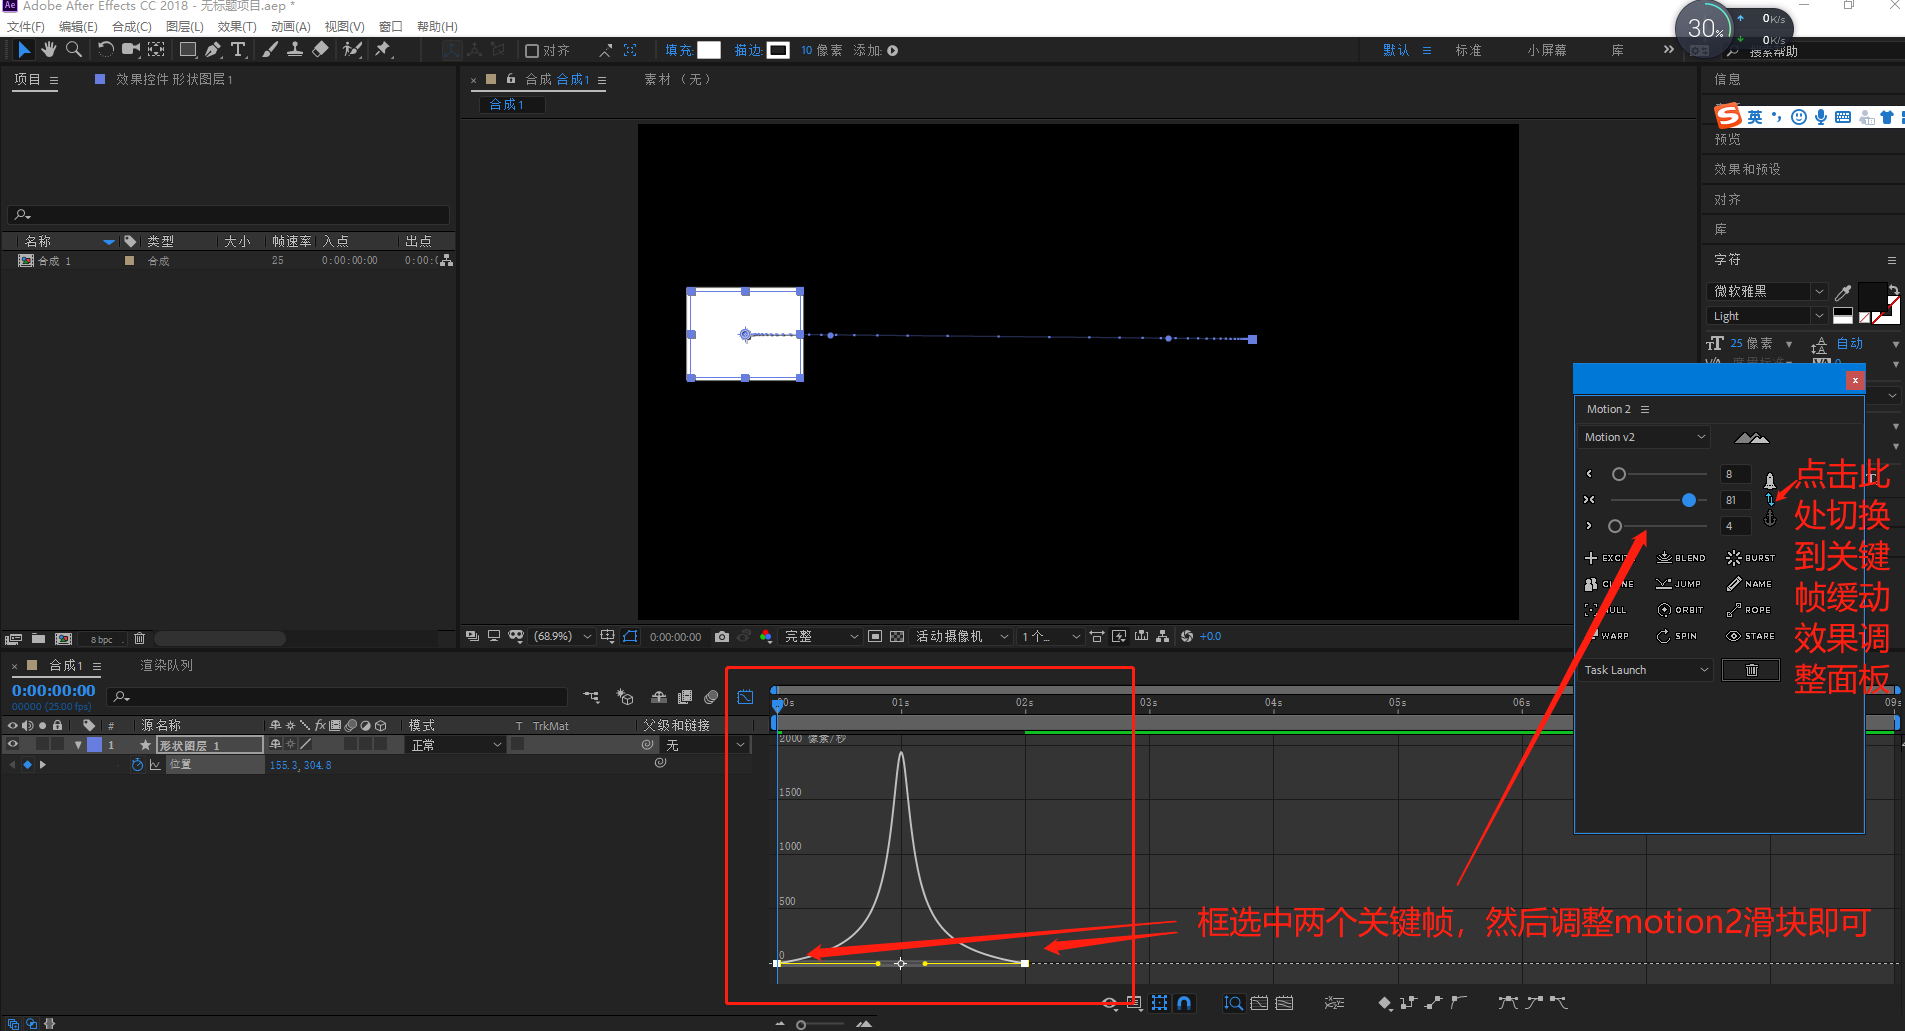 Ae Adobe After Effects CC 2018 - 无标题项目.aep *
文件(F) 编辑(E) 合成(C) 图层(L) 效果(T) 动画(A) 视图(V) 窗口 帮助(H)
对齐 填充: 描边: 10 像素 添加: 默认 标准 小屏幕 库 搜索帮助
30% 0K/s
0K/s
项目 效果控件 形状图层 1
合成 合成1 素材 (无)
合成1
信息
英
预览
效果和预设
对齐
库
字符
微软雅黑
Light
25 像素 自动
名称 类型 大小 帧速率 入点 出点
合成 1 合成 25 0:00:00:00 0:00:(
8 bpc
(68.9%) 0:00:00:00 完整 活动摄像机 1个... +0.0
Motion 2
Motion v2
8
81
4
EXCITE BLEND BURST
CLONE JUMP NAME
NULL ORBIT ROPE
WARP SPIN STARE
Task Launch
点击此
处切换
到关键
帧缓动
效果调
整面板
合成1 渲染队列
0:00:00:00
00000 (25.00 fps)
# 源名称 fx 模式 T TrkMat 父级和链接
1 形状图层 1 正常 无
位置 155.3,304.8
:00s 01s 02s 03s 04s 05s 06s 09s
2000 像素/秒
1500
1000
500
0
框选中两个关键帧，然后调整motion2滑块即可